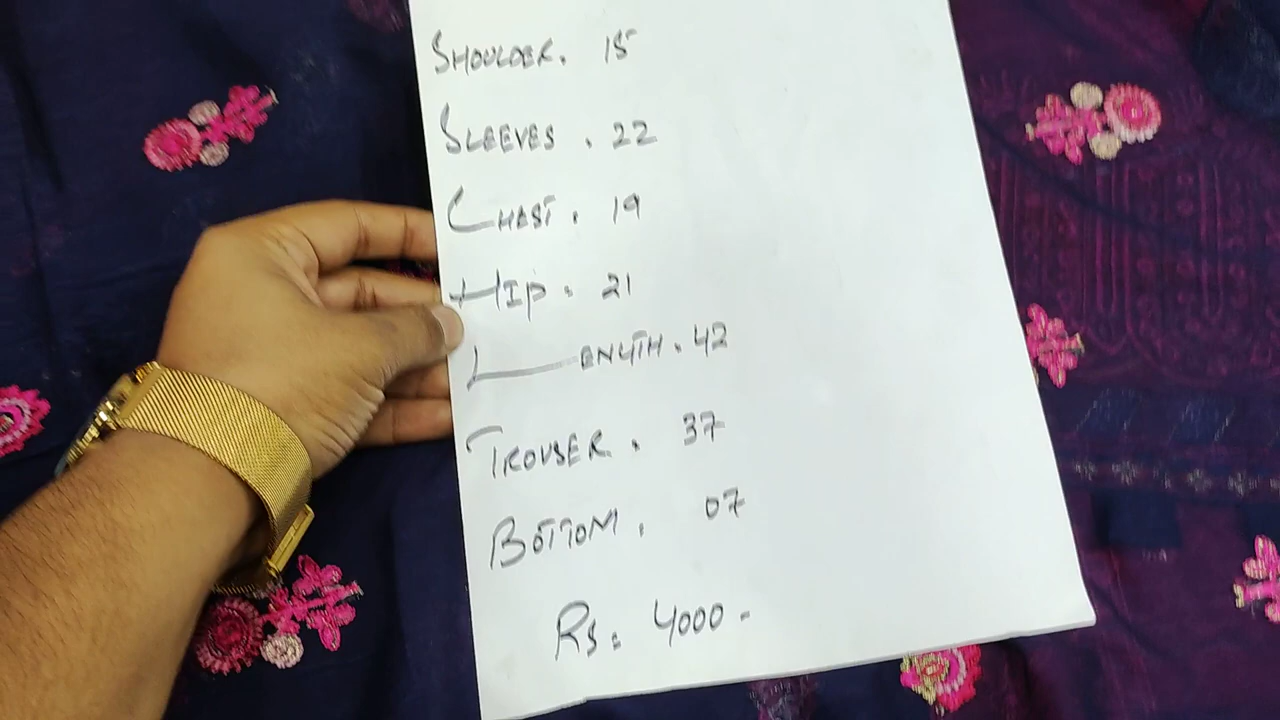 SHOULDER. 15
SLEEVES. 22
CHEST. 19
HIP. 21
LENGTH. 42
TROUSER. 37
BOTTOM. 07
Rs: 4000-